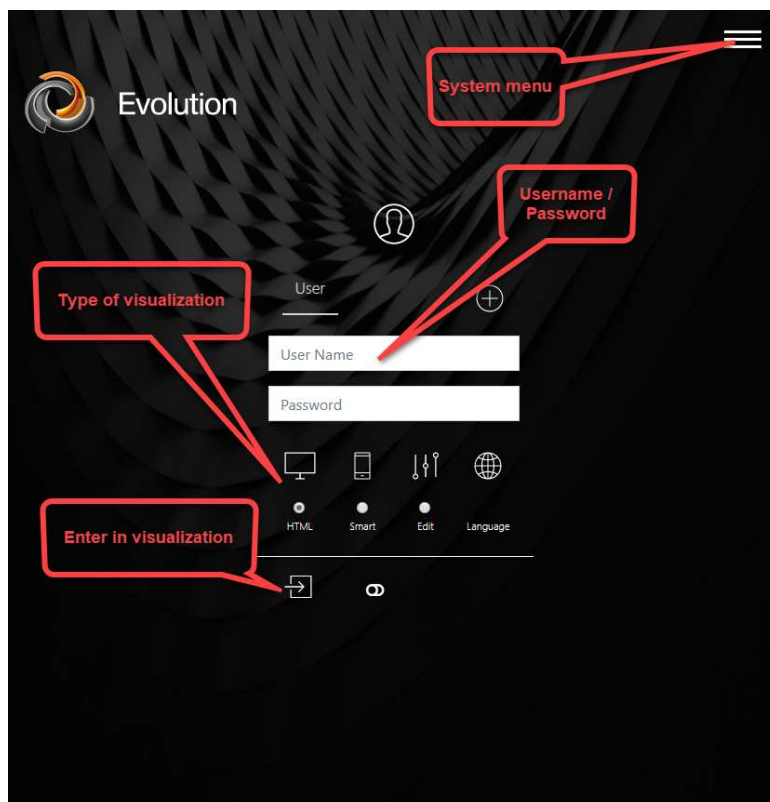 System menu
Evolution
Username /
Password
Type of visualization
User
User Name
Password
HTML Smart Edit Language
Enter in visualization